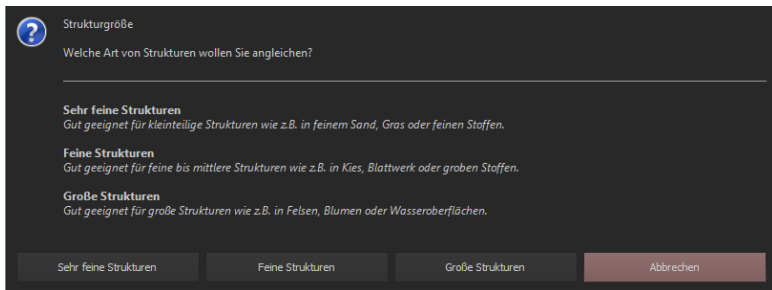 Strukturgröße
Welche Art von Strukturen wollen Sie angleichen?
Sehr feine Strukturen
Gut geeignet für kleinteilige Strukturen wie z.B. in feinem Sand, Gras oder feinen Stoffen.
Feine Strukturen
Gut geeignet für feine bis mittlere Strukturen wie z.B. in Kies, Blattwerk oder groben Stoffen.
Große Strukturen
Gut geeignet für große Strukturen wie z.B. in Felsen, Blumen oder Wasseroberflächen.
Sehr feine Strukturen Feine Strukturen Große Strukturen Abbrechen